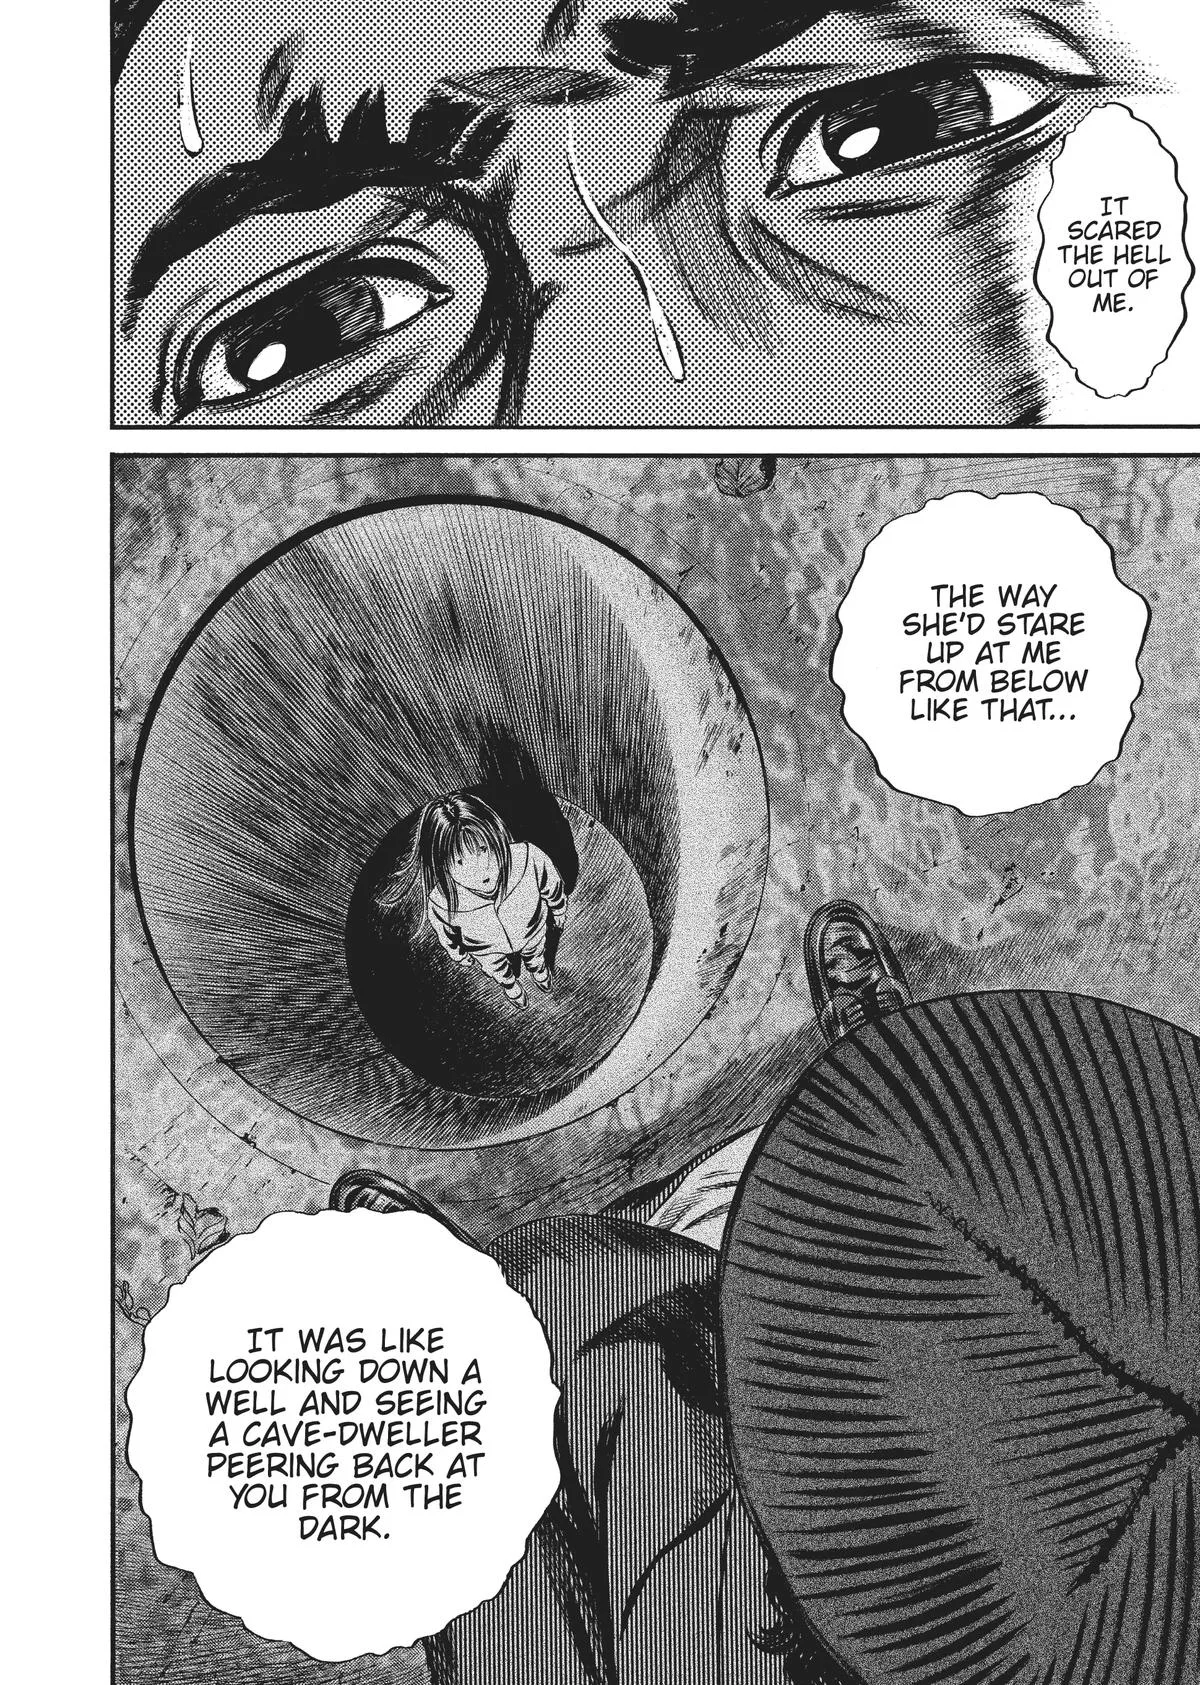 IT
SCARED
THE HELL
OUT OF
ME.
THE WAY
SHE'D STARE
UP AT ME
FROM BELOW
LIKE THAT...
IT WAS LIKE
LOOKING DOWN A
WELL AND SEEING
A CAVE-DWELLER
PEERING BACK AT
YOU FROM THE
DARK.